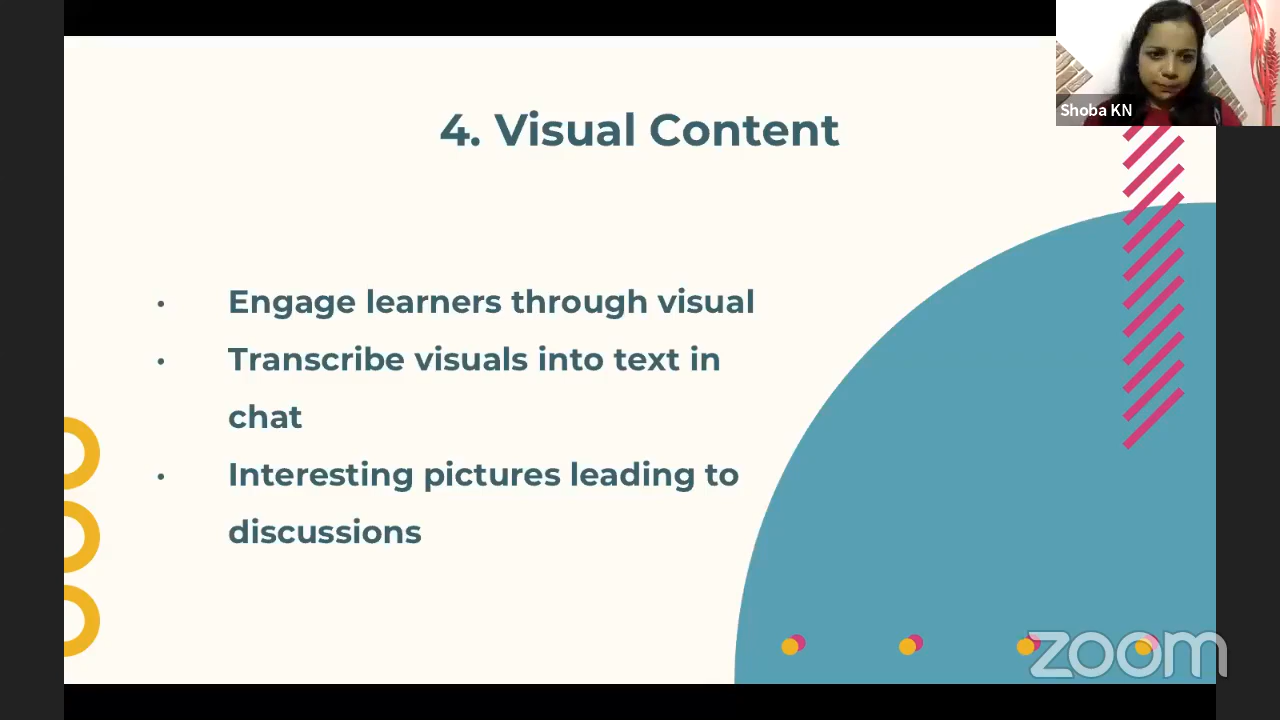 Shoba KN
4. Visual Content
• Engage learners through visual
• Transcribe visuals into text in
chat
• Interesting pictures leading to
discussions
zoom